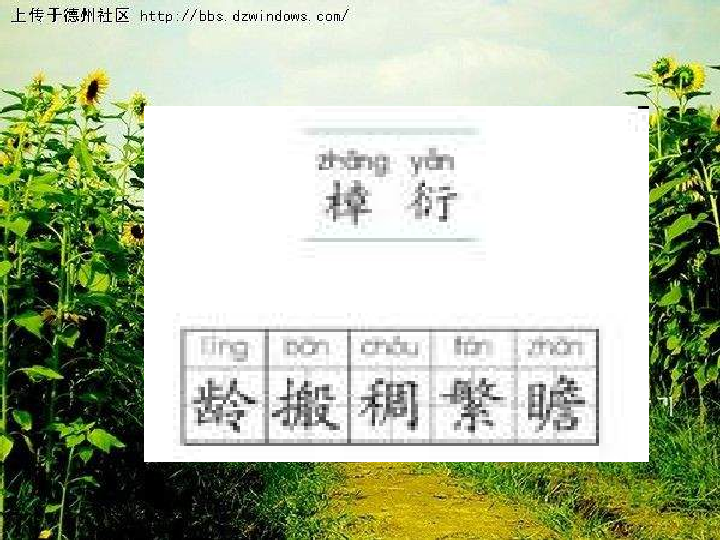 上传于德州社区 http://bbs.dzwindows.com/
zhāng yǎn
樟 衍
líng bān chóu fán zhān
龄 搬 稠 繁 瞻